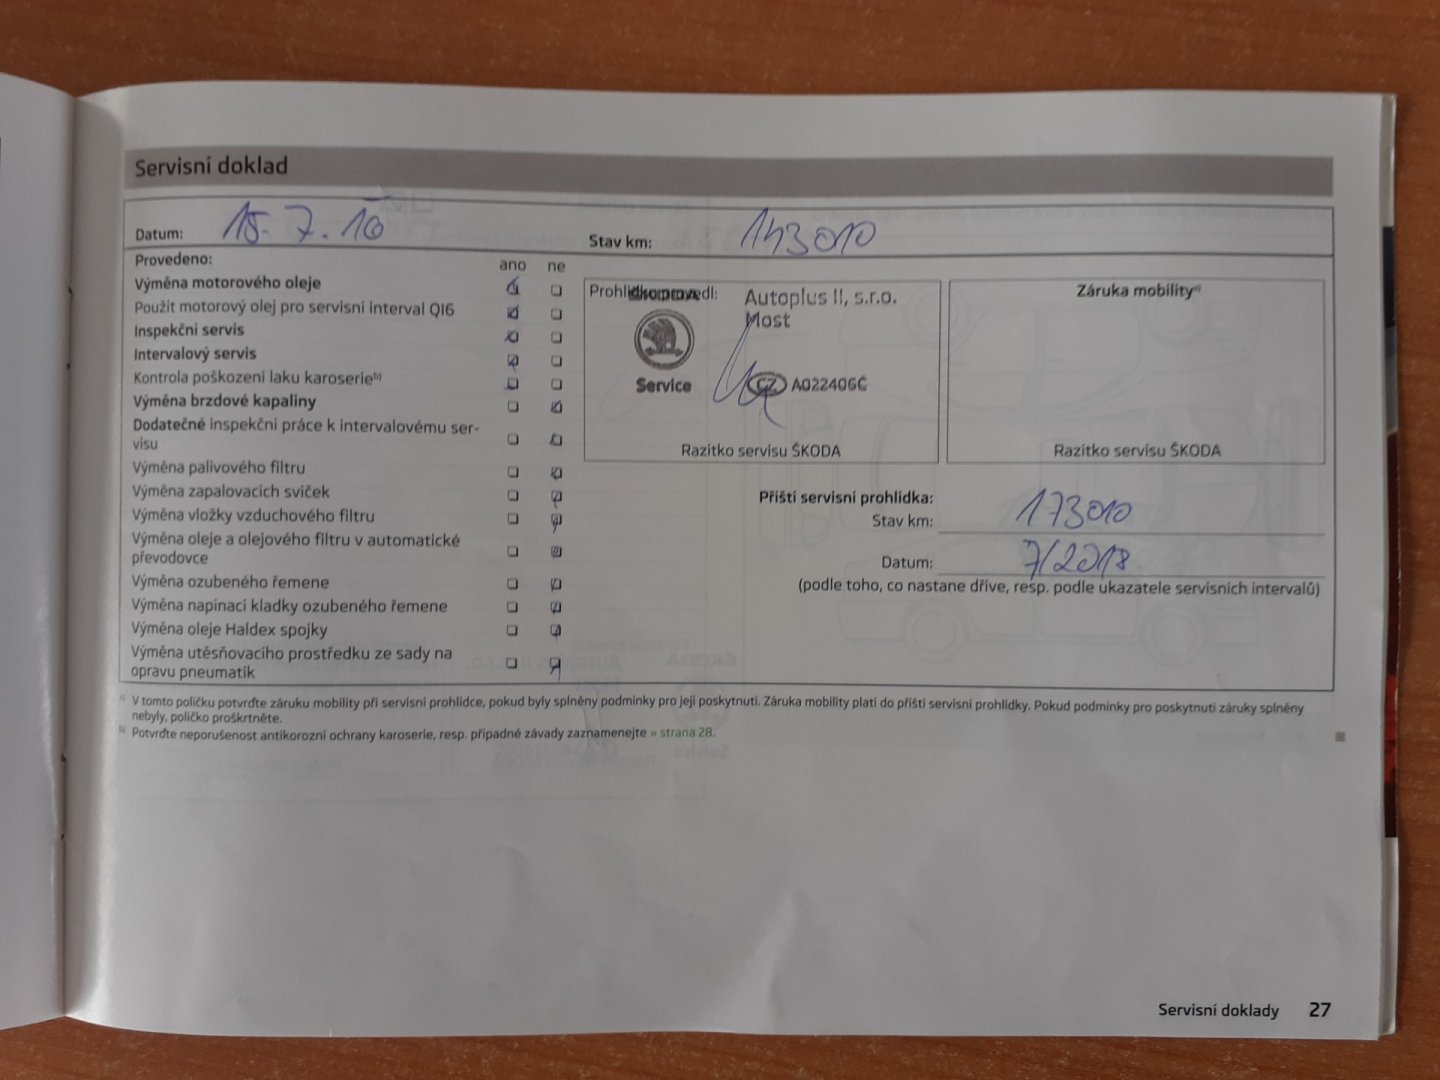 Servisní doklad
Datum: 15. 7. 16 Stav km: 143010
Provedeno: ano ne
Výměna motorového oleje
Použit motorový olej pro servisní interval QI6
Inspekční servis
Intervalový servis
Kontrola poškození laku karoserieb)
Výměna brzdové kapaliny
Dodatečné inspekční práce k intervalovému ser-
visu
Výměna palivového filtru
Výměna zapalovacích svíček
Výměna vložky vzduchového filtru
Výměna oleje a olejového filtru v automatické
převodovce
Výměna ozubeného řemene
Výměna napínací kladky ozubeného řemene
Výměna oleje Haldex spojky
Výměna utěsňovacího prostředku ze sady na
opravu pneumatik
Prohlídku provedl:
Autoplus II, s.r.o.
Most
Service
CZ A022406C
Razítko servisu ŠKODA
Záruka mobilitya)
Razítko servisu ŠKODA
Příští servisní prohlídka:
Stav km: 173010
Datum: 7/2018
(podle toho, co nastane dříve, resp. podle ukazatele servisních intervalů)
a) V tomto políčku potvrďte záruku mobility při servisní prohlídce, pokud byly splněny podmínky pro její poskytnutí. Záruka mobility platí do příští servisní prohlídky. Pokud podmínky pro poskytnutí záruky splněny
nebyly, políčko proškrtněte.
b) Potvrďte neporušenost antikorozní ochrany karoserie, resp. případné závady zaznamenejte » strana 28.
Servisní doklady 27